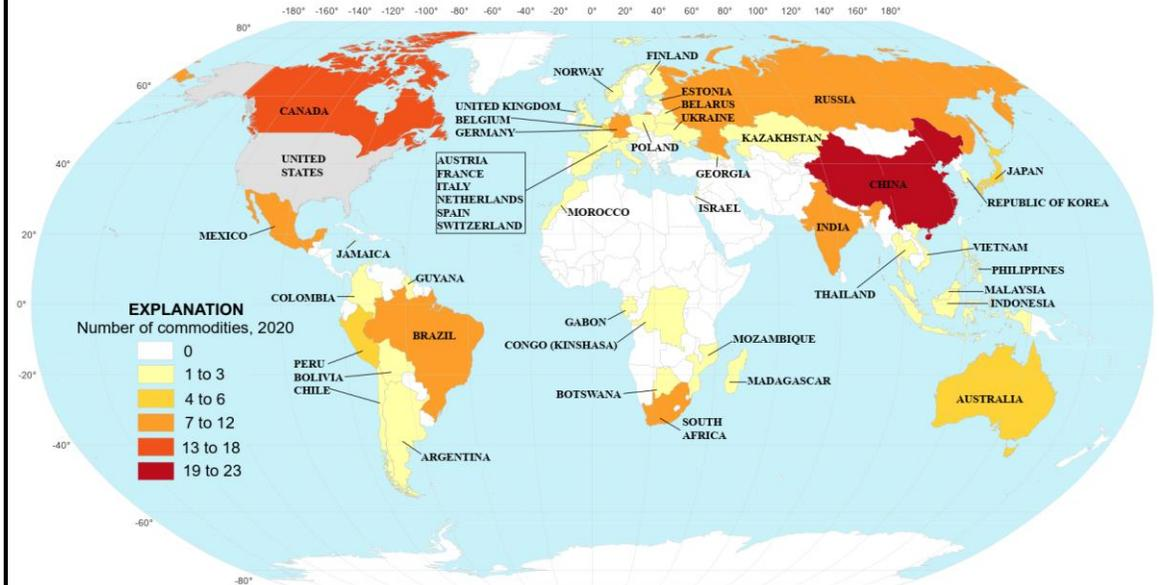 -180° -160° -140° -120° -100° -80° -60° -40° -20° 0° 20° 40° 60° 80° 100° 120° 140° 160° 180°
80°
60°
40°
20°
0°
-20°
-40°
-60°
-80°
FINLAND
NORWAY
ESTONIA
BELARUS
UKRAINE
RUSSIA
CANADA
UNITED KINGDOM
BELGIUM
GERMANY
POLAND
KAZAKHSTAN
UNITED
STATES
AUSTRIA
FRANCE
ITALY
NETHERLANDS
SPAIN
SWITZERLAND
GEORGIA
CHINA
JAPAN
REPUBLIC OF KOREA
ISRAEL
MOROCCO
INDIA
MEXICO
JAMAICA
VIETNAM
PHILIPPINES
MALAYSIA
INDONESIA
THAILAND
GUYANA
COLOMBIA
GABON
CONGO (KINSHASA)
BRAZIL
MOZAMBIQUE
PERU
BOLIVIA
CHILE
MADAGASCAR
BOTSWANA
AUSTRALIA
SOUTH
AFRICA
ARGENTINA
EXPLANATION
Number of commodities, 2020
0
1 to 3
4 to 6
7 to 12
13 to 18
19 to 23